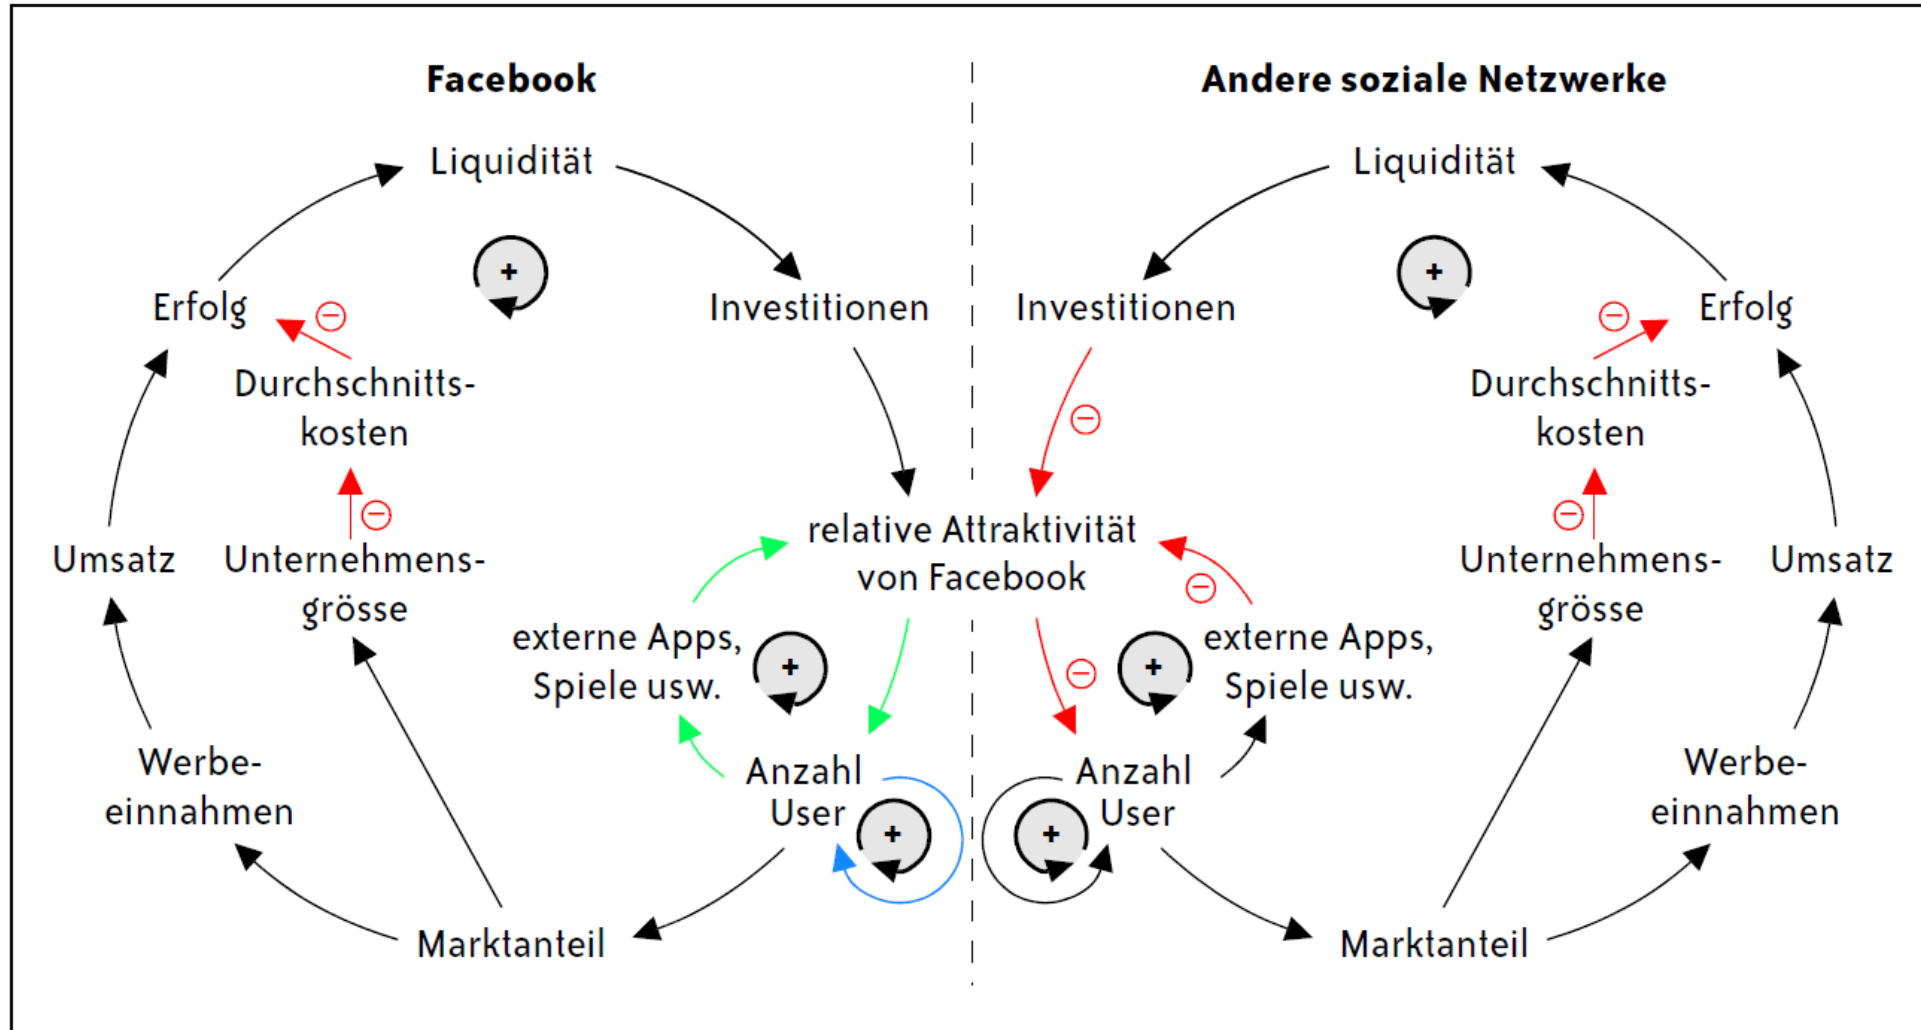 Facebook
Liquidität
Erfolg
⊖
+
Investitionen
Durchschnitts-
kosten
⊖
Umsatz
Unternehmens-
grösse
externe Apps,
Spiele usw.
+
Werbe-
einnahmen
Anzahl
User
+
Marktanteil
relative Attraktivität
von Facebook
Andere soziale Netzwerke
Liquidität
+
Investitionen
⊖
Erfolg
⊖
Durchschnitts-
kosten
⊖
Unternehmens-
grösse
Umsatz
⊖
⊖
+
externe Apps,
Spiele usw.
Anzahl
User
+
Werbe-
einnahmen
Marktanteil